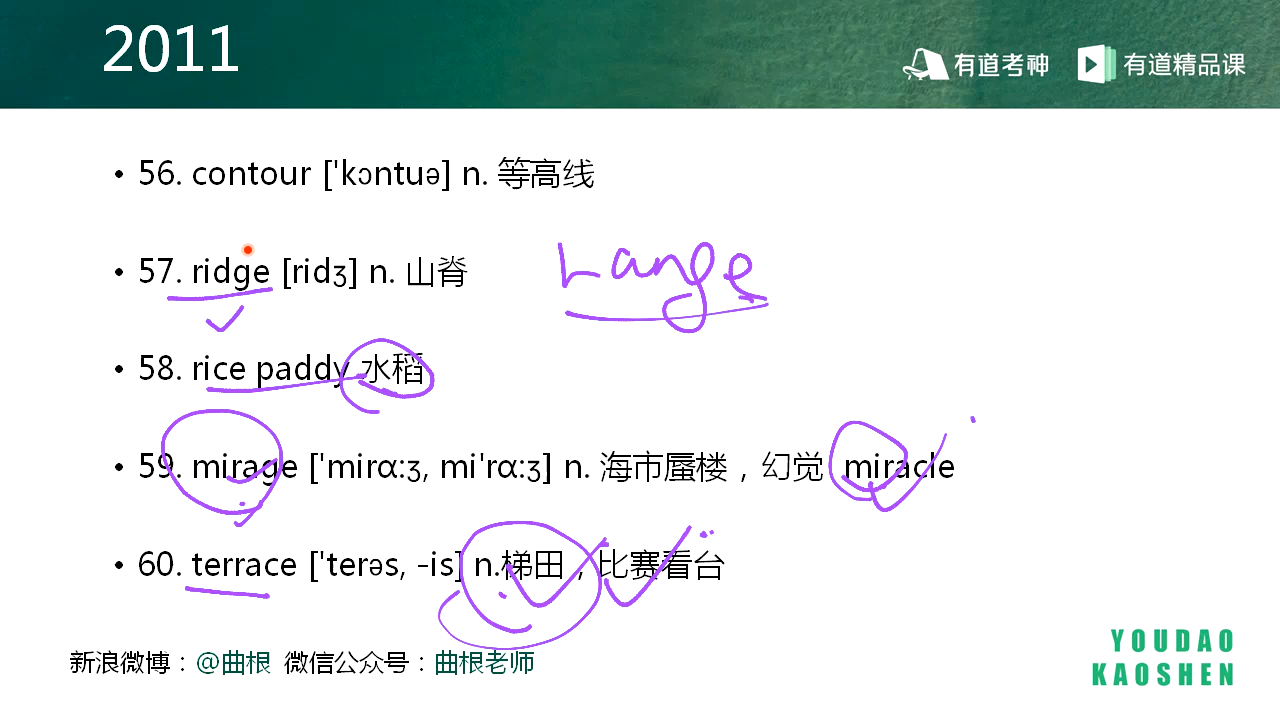 2011
有道考神 有道精品课
• 56. contour ['kɔntuə] n. 等高线
• 57. ridge [ridʒ] n. 山脊 range
• 58. rice paddy 水稻
• 59. mirage ['mirɑ:ʒ, mi'rɑ:ʒ] n. 海市蜃楼，幻觉 miracle
• 60. terrace ['terəs, -is] n.梯田，比赛看台
新浪微博：@曲根 微信公众号：曲根老师
YOUDAO
KAOSHEN